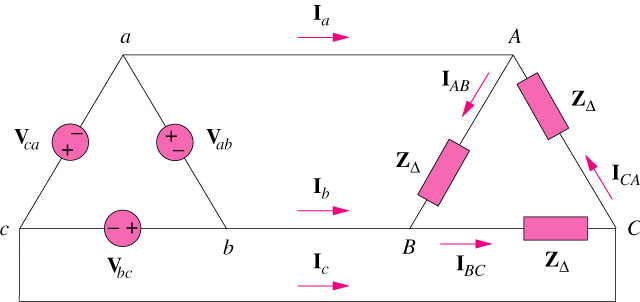 I_a
a A
I_AB
Z_Δ
V_ca − + + − V_ab
Z_Δ
I_CA
I_b
c − + b B C
V_bc
I_BC Z_Δ
I_c